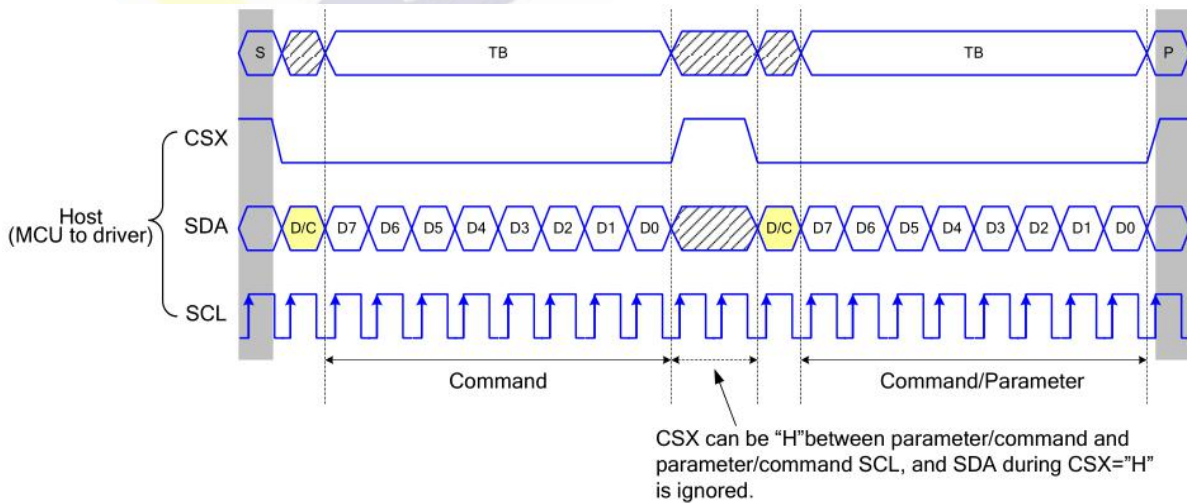 S TB TB P
CSX
Host
(MCU to driver)
SDA D/C D7 D6 D5 D4 D3 D2 D1 D0 D/C D7 D6 D5 D4 D3 D2 D1 D0
SCL
Command Command/Parameter
CSX can be “H”between parameter/command and
parameter/command SCL, and SDA during CSX=”H”
is ignored.